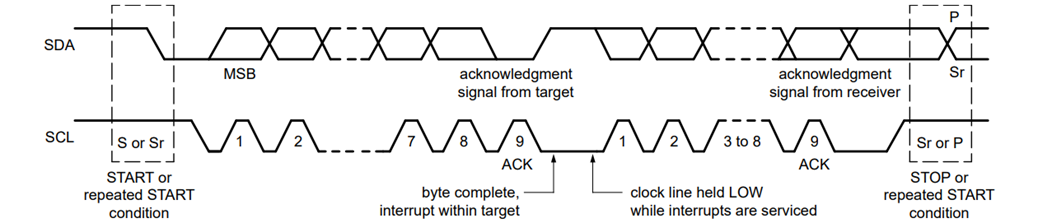 P
SDA
MSB
acknowledgment
signal from target
acknowledgment
signal from receiver
Sr
SCL
S or Sr
1
2
7
8
9
1
2
3 to 8
9
Sr or P
ACK
ACK
START or
repeated START
condition
byte complete,
interrupt within target
clock line held LOW
while interrupts are serviced
STOP or
repeated START
condition